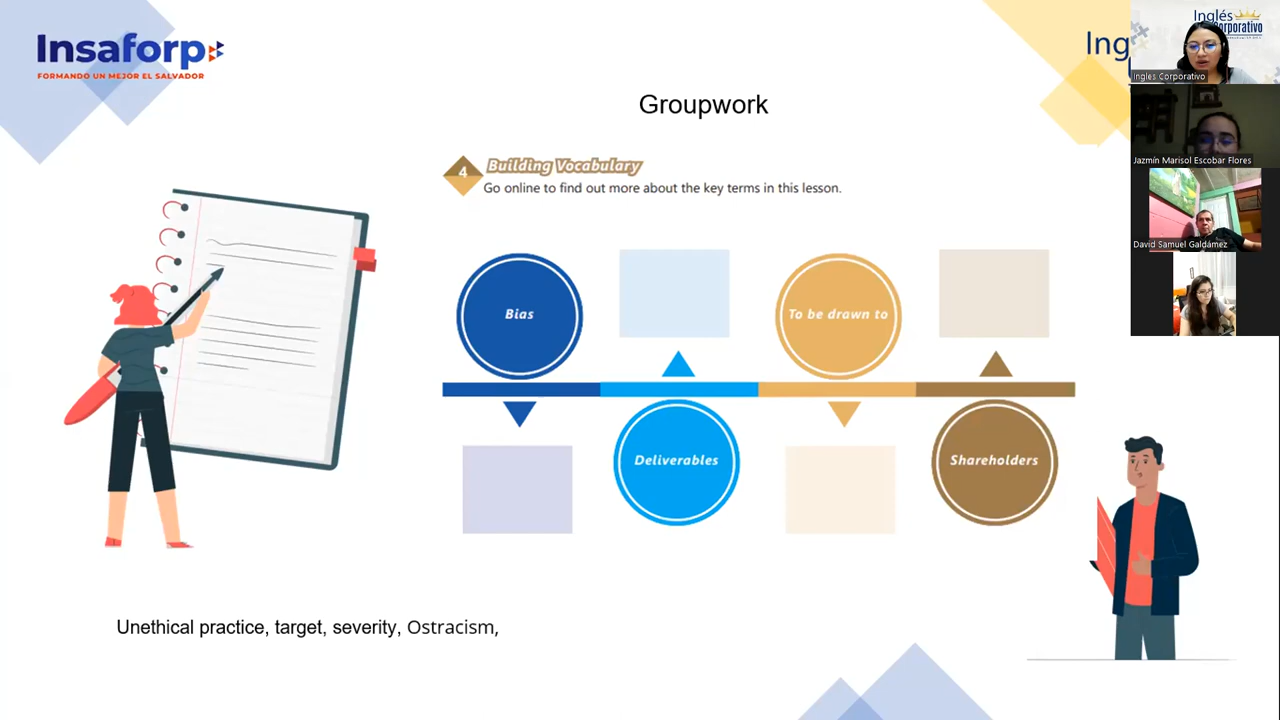 Insaforp
FORMANDO UN MEJOR EL SALVADOR
Ing
Inglés
Corporativo
Ingles Corporativo
Groupwork
Jazmín Marisol Escobar Flores
4 Building Vocabulary
Go online to find out more about the key terms in this lesson.
David Samuel Galdámez
Bias
To be drawn to
Deliverables
Shareholders
Unethical practice, target, severity, Ostracism,